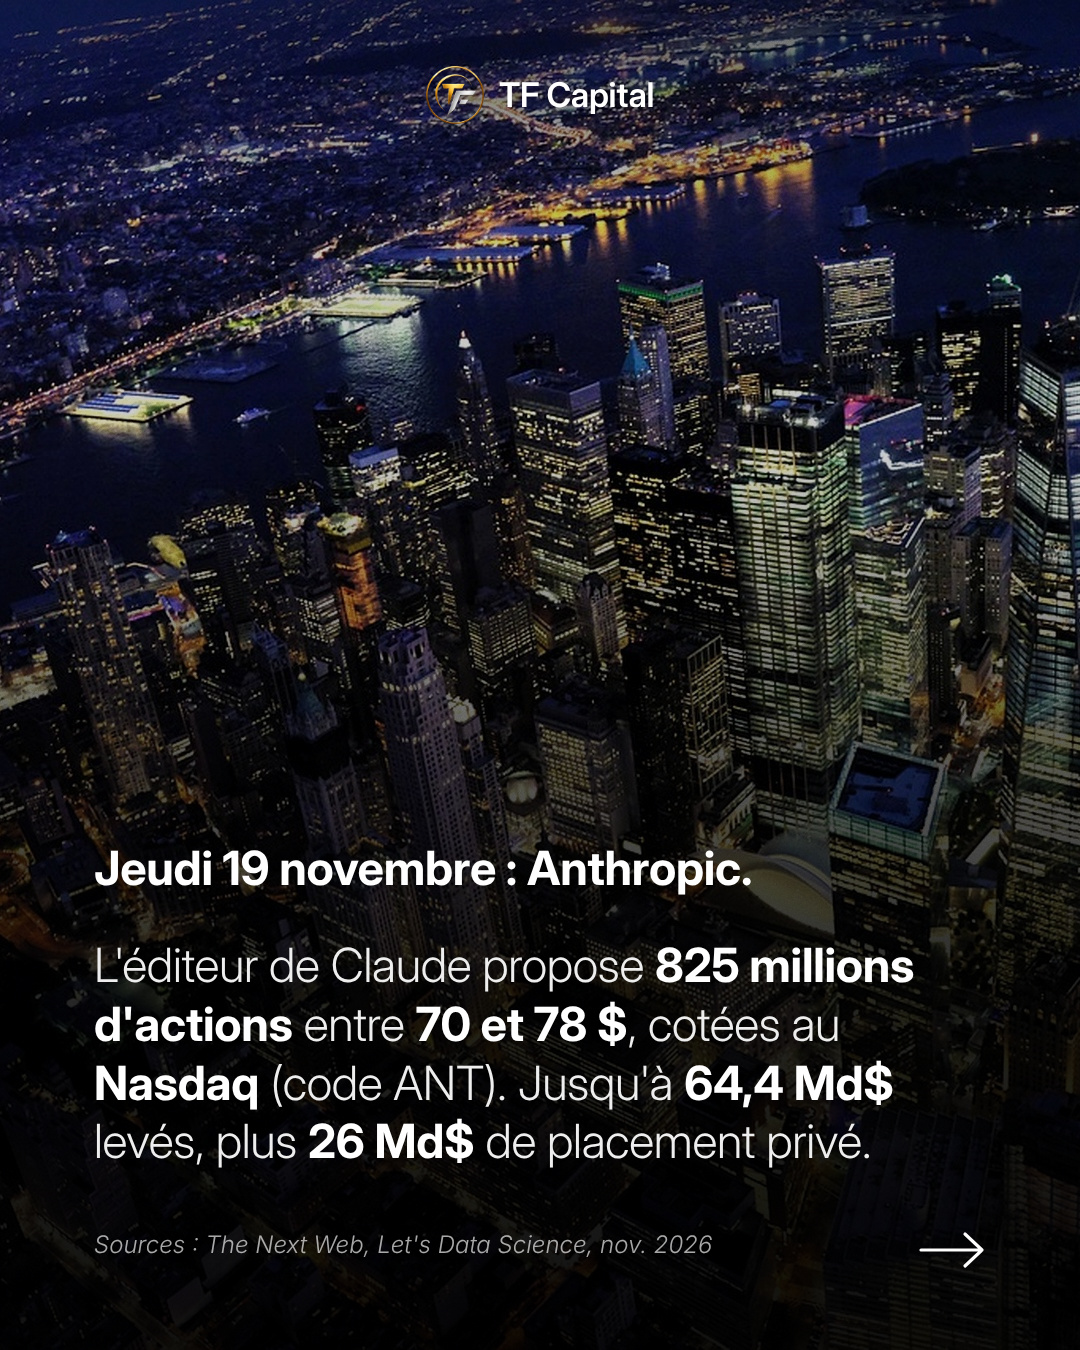 TF Capital
Jeudi 19 novembre : Anthropic.
L'éditeur de Claude propose 825 millions
d'actions entre 70 et 78 $, cotées au
Nasdaq (code ANT). Jusqu'à 64,4 Md$
levés, plus 26 Md$ de placement privé.
Sources : The Next Web, Let's Data Science, nov. 2026